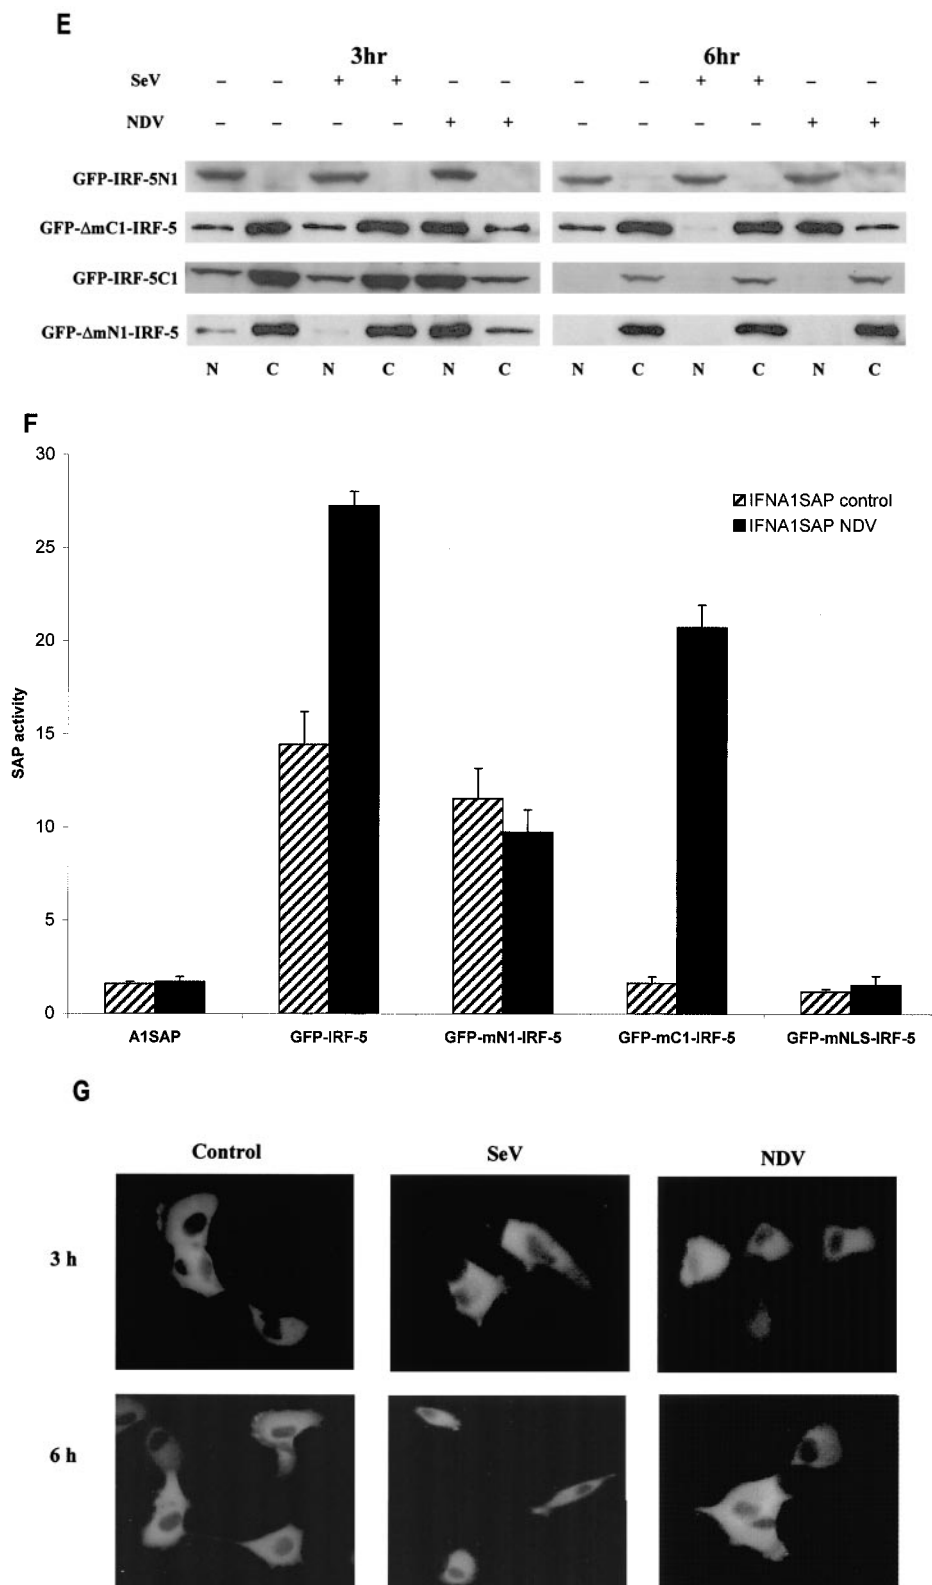 E
3hr 6hr
SeV – – + + – – – – + + – –
NDV – – – – + + – – – – + +
GFP-IRF-5N1
GFP-ΔmC1-IRF-5
GFP-IRF-5C1
GFP-ΔmN1-IRF-5
N C N C N C N C N C N C
F
30
25
20
15
10
5
0
SAP activity
IFNA1SAP control
IFNA1SAP NDV
A1SAP GFP-IRF-5 GFP-mN1-IRF-5 GFP-mC1-IRF-5 GFP-mNLS-IRF-5
G
Control SeV NDV
3 h
6 h